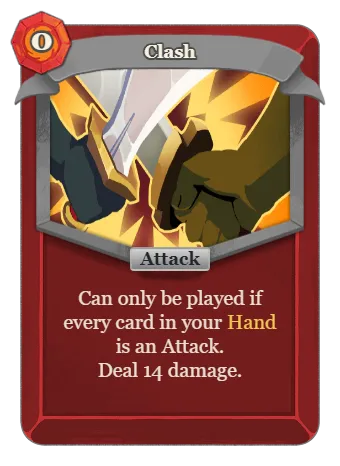 0
Clash
Attack
Can only be played if
every card in your Hand
is an Attack.
Deal 14 damage.